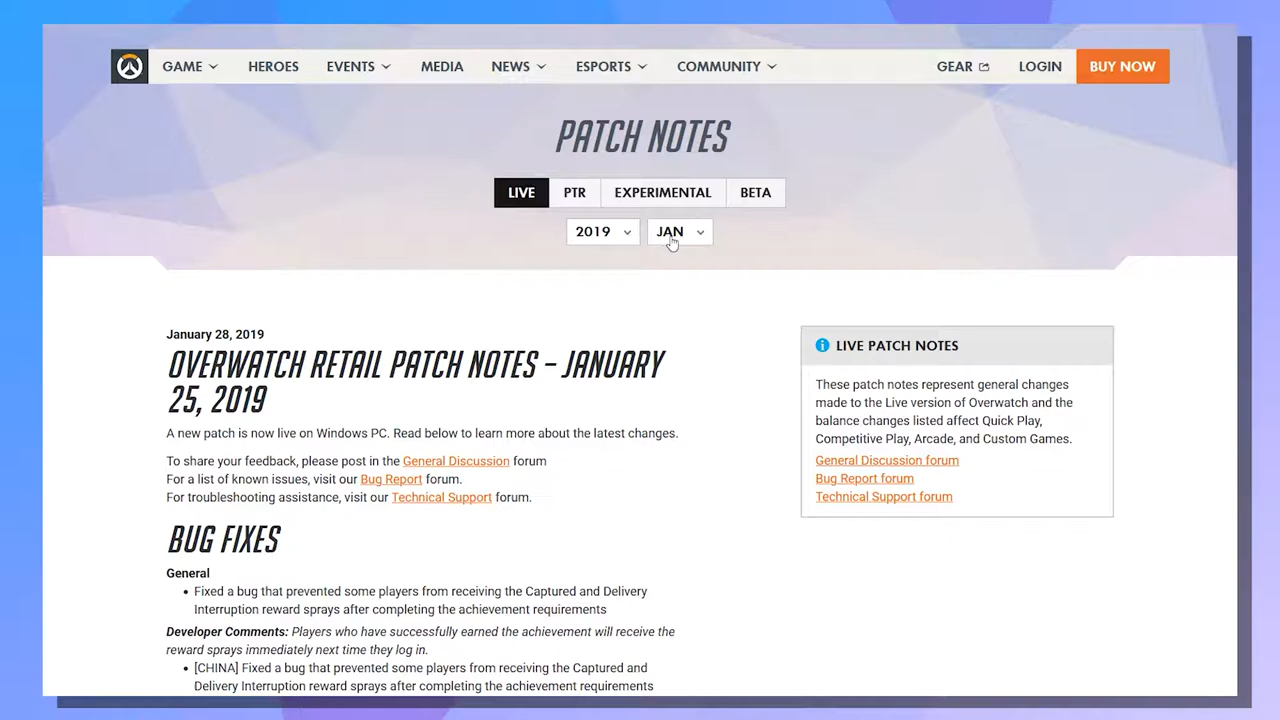 GAME HEROES EVENTS MEDIA NEWS ESPORTS COMMUNITY GEAR LOGIN BUY NOW
PATCH NOTES
LIVE PTR EXPERIMENTAL BETA
2019 JAN
January 28, 2019
OVERWATCH RETAIL PATCH NOTES – JANUARY
25, 2019
A new patch is now live on Windows PC. Read below to learn more about the latest changes.
To share your feedback, please post in the General Discussion forum
For a list of known issues, visit our Bug Report forum.
For troubleshooting assistance, visit our Technical Support forum.
BUG FIXES
General
• Fixed a bug that prevented some players from receiving the Captured and Delivery
Interruption reward sprays after completing the achievement requirements
Developer Comments: Players who have successfully earned the achievement will receive the
reward sprays immediately next time they log in.
• [CHINA] Fixed a bug that prevented some players from receiving the Captured and
Delivery Interruption reward sprays after completing the achievement requirements
LIVE PATCH NOTES
These patch notes represent general changes
made to the Live version of Overwatch and the
balance changes listed affect Quick Play,
Competitive Play, Arcade, and Custom Games.
General Discussion forum
Bug Report forum
Technical Support forum